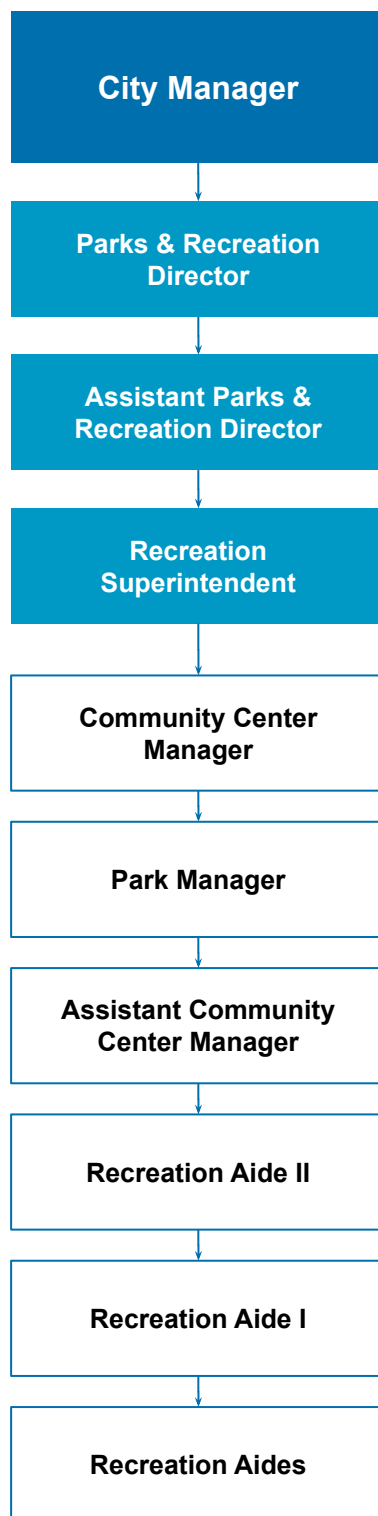 City Manager
Parks & Recreation
Director
Assistant Parks &
Recreation Director
Recreation
Superintendent
Community Center
Manager
Park Manager
Assistant Community
Center Manager
Recreation Aide II
Recreation Aide I
Recreation Aides